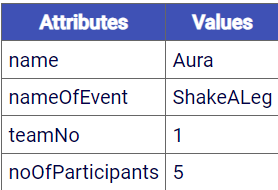 Attributes Values
name Aura
nameOfEvent ShakeALeg
teamNo 1
noOfParticipants 5